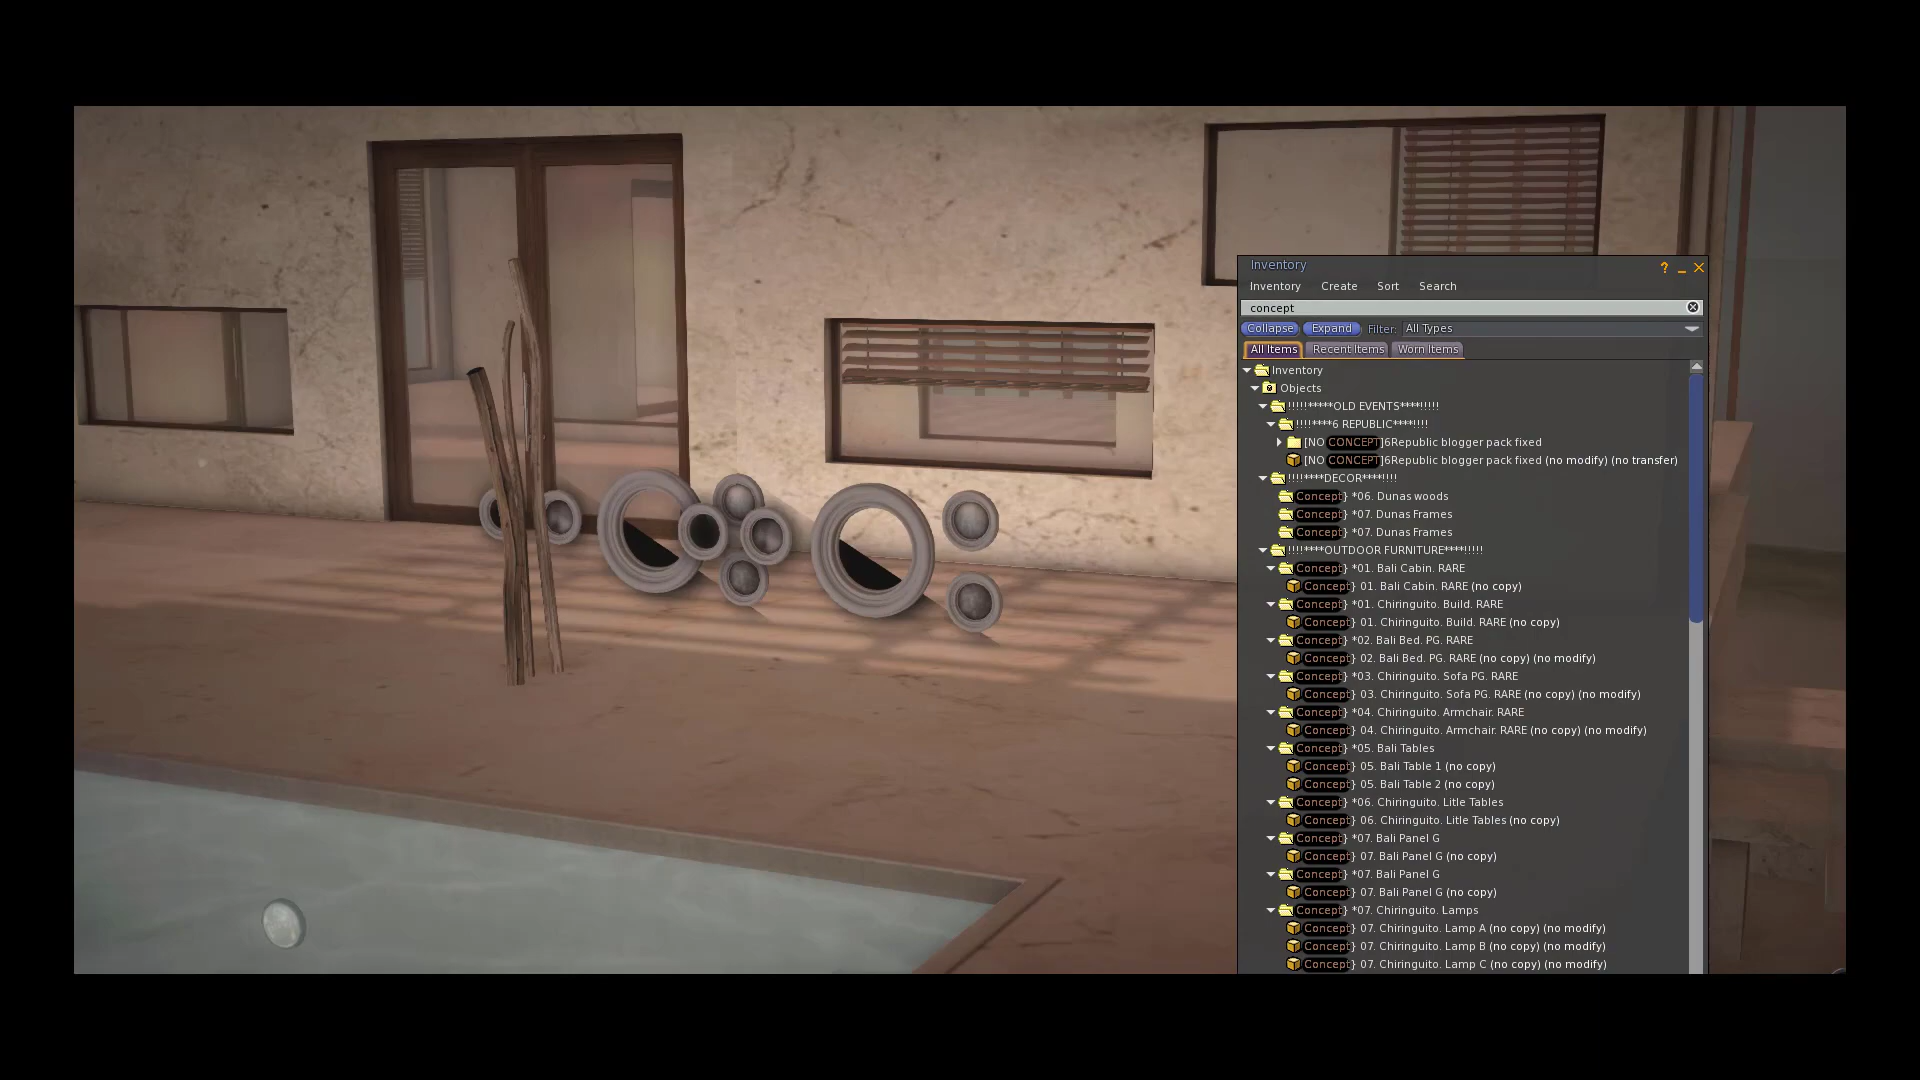 Inventory
? _ X
Inventory Create Sort Search
concept
Collapse Expand Filter: All Types
All Items Recent Items Worn Items
Inventory
Objects
!!!!!*****OLD EVENTS****!!!!!
!!!!****6 REPUBLIC****!!!!
[NO CONCEPT]6Republic blogger pack fixed
[NO CONCEPT]6Republic blogger pack fixed (no modify) (no transfer)
!!!!****DECOR****!!!!
Concept} *06. Dunas woods
Concept} *07. Dunas Frames
Concept} *07. Dunas Frames
!!!!****OUTDOOR FURNITURE****!!!!!
Concept} *01. Bali Cabin. RARE
Concept} 01. Bali Cabin. RARE (no copy)
Concept} *01. Chiringuito. Build. RARE
Concept} 01. Chiringuito. Build. RARE (no copy)
Concept} *02. Bali Bed. PG. RARE
Concept} 02. Bali Bed. PG. RARE (no copy) (no modify)
Concept} *03. Chiringuito. Sofa PG. RARE
Concept} 03. Chiringuito. Sofa PG. RARE (no copy) (no modify)
Concept} *04. Chiringuito. Armchair. RARE
Concept} 04. Chiringuito. Armchair. RARE (no copy) (no modify)
Concept} *05. Bali Tables
Concept} 05. Bali Table 1 (no copy)
Concept} 05. Bali Table 2 (no copy)
Concept} *06. Chiringuito. Litle Tables
Concept} 06. Chiringuito. Litle Tables (no copy)
Concept} *07. Bali Panel G
Concept} 07. Bali Panel G (no copy)
Concept} *07. Bali Panel G
Concept} 07. Bali Panel G (no copy)
Concept} *07. Chiringuito. Lamps
Concept} 07. Chiringuito. Lamp A (no copy) (no modify)
Concept} 07. Chiringuito. Lamp B (no copy) (no modify)
Concept} 07. Chiringuito. Lamp C (no copy) (no modify)